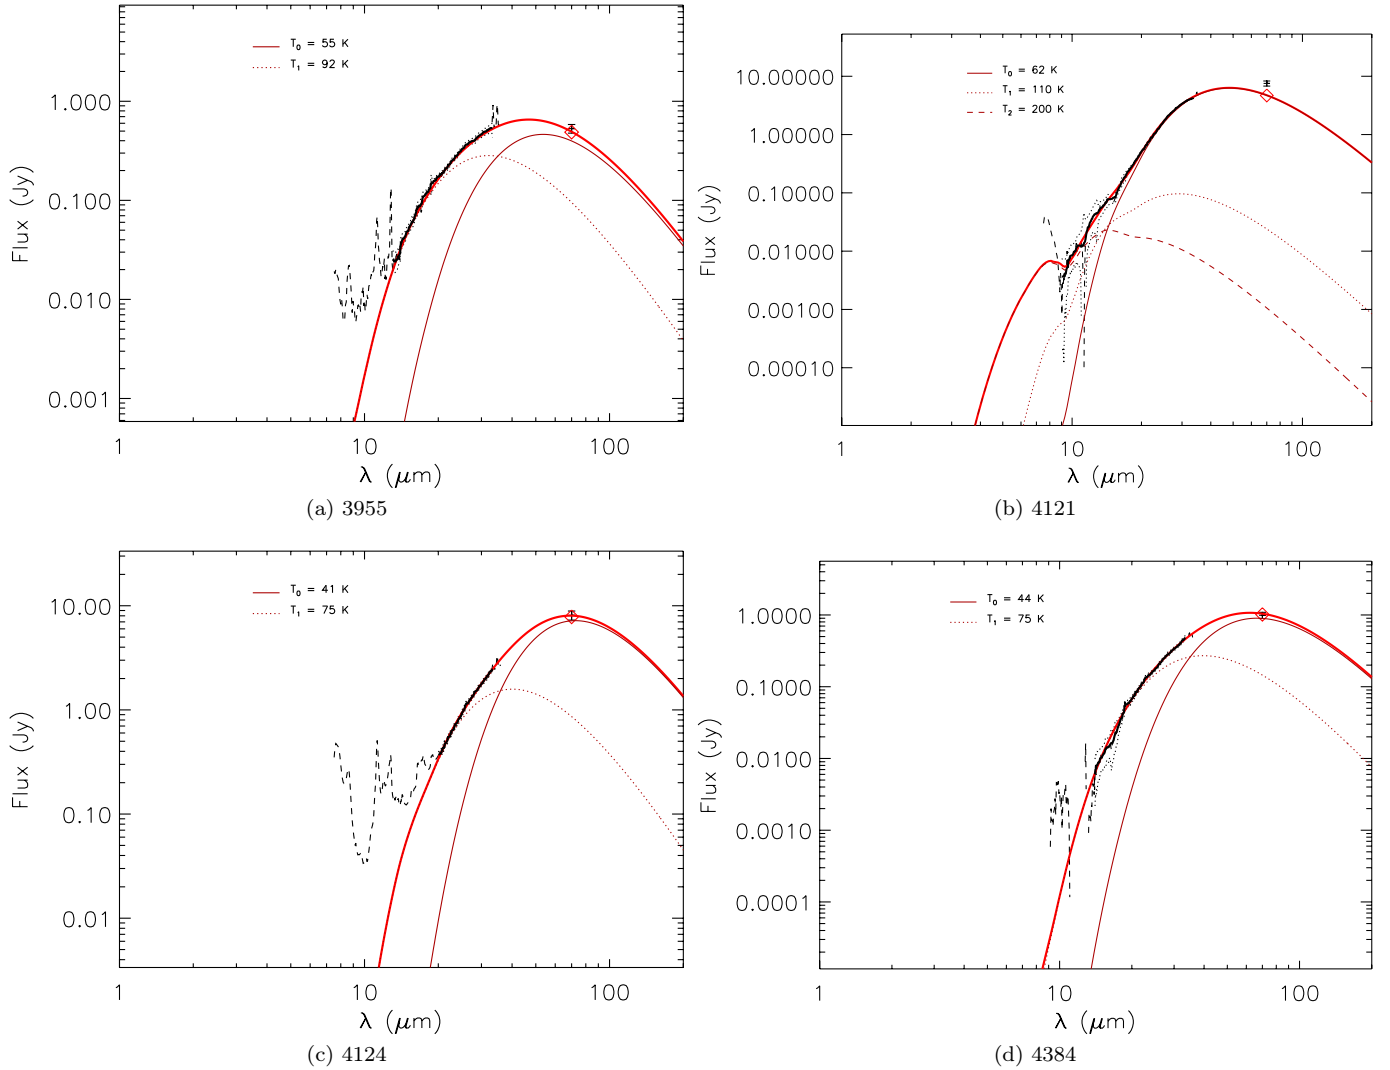 T₀ = 55 K
T₁ = 92 K
1.000
0.100
0.010
0.001
Flux (Jy)
1 10 100
λ (μm)
(a) 3955
T₀ = 62 K
T₁ = 110 K
T₂ = 200 K
10.00000
1.00000
0.10000
0.01000
0.00100
0.00010
Flux (Jy)
1 10 100
λ (μm)
(b) 4121
T₀ = 41 K
T₁ = 75 K
10.00
1.00
0.10
0.01
Flux (Jy)
1 10 100
λ (μm)
(c) 4124
T₀ = 44 K
T₁ = 75 K
1.0000
0.1000
0.0100
0.0010
0.0001
Flux (Jy)
1 10 100
λ (μm)
(d) 4384